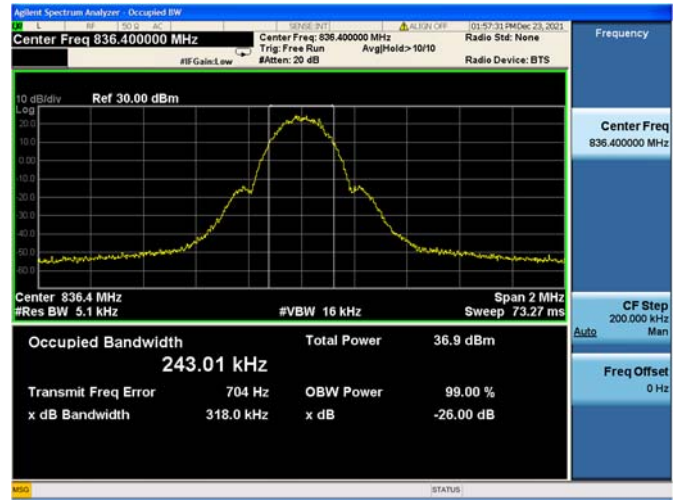 Agilent Spectrum Analyzer - Occupied BW
L RF 50 Ω AC SENSE:INT ALIGN OFF 01:57:31 PM Dec 23, 2021
Center Freq 836.400000 MHz
Center Freq: 836.400000 MHz
Radio Std: None
Trig: Free Run Avg|Hold:> 10/10
#IFGain:Low #Atten: 20 dB Radio Device: BTS
Frequency
10 dB/div Ref 30.00 dBm
Log
20.0
10.0
0.00
-10.0
-20.0
-30.0
-40.0
-50.0
-60.0
Center 836.4 MHz Span 2 MHz
#Res BW 5.1 kHz #VBW 16 kHz Sweep 73.27 ms
Occupied Bandwidth Total Power 36.9 dBm
243.01 kHz
Transmit Freq Error 704 Hz OBW Power 99.00 %
x dB Bandwidth 318.0 kHz x dB -26.00 dB
Center Freq
836.400000 MHz
CF Step
200.000 kHz
Auto Man
Freq Offset
0 Hz
MSG STATUS